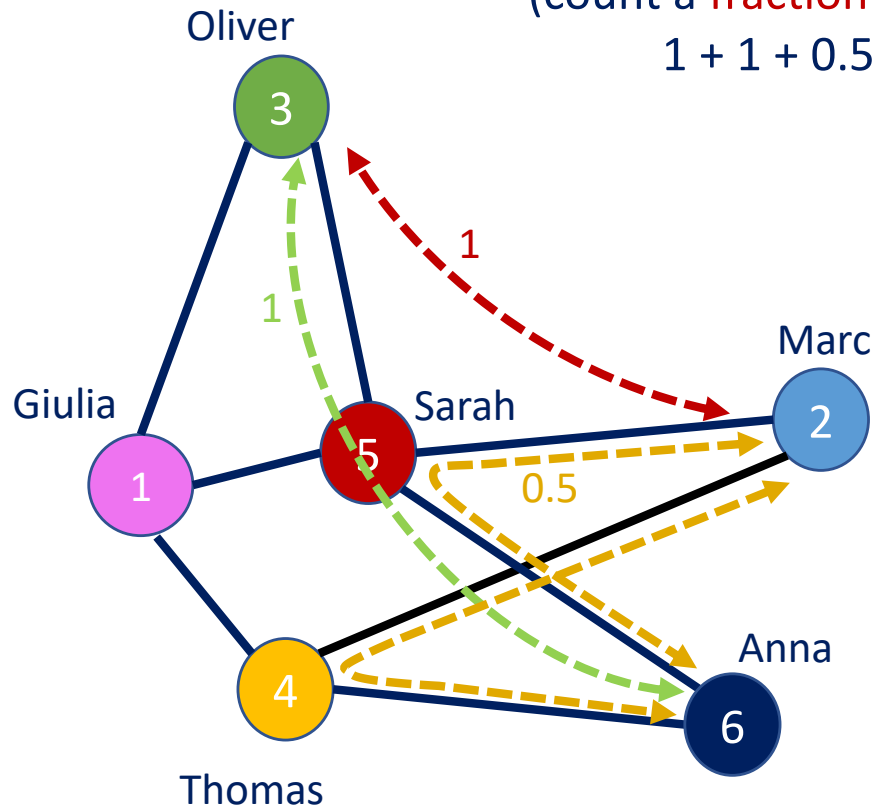 (count a fraction
1 + 1 + 0.5
Oliver
3
1
1
Marc
Giulia
Sarah
2
5
1
0.5
Anna
4
6
Thomas